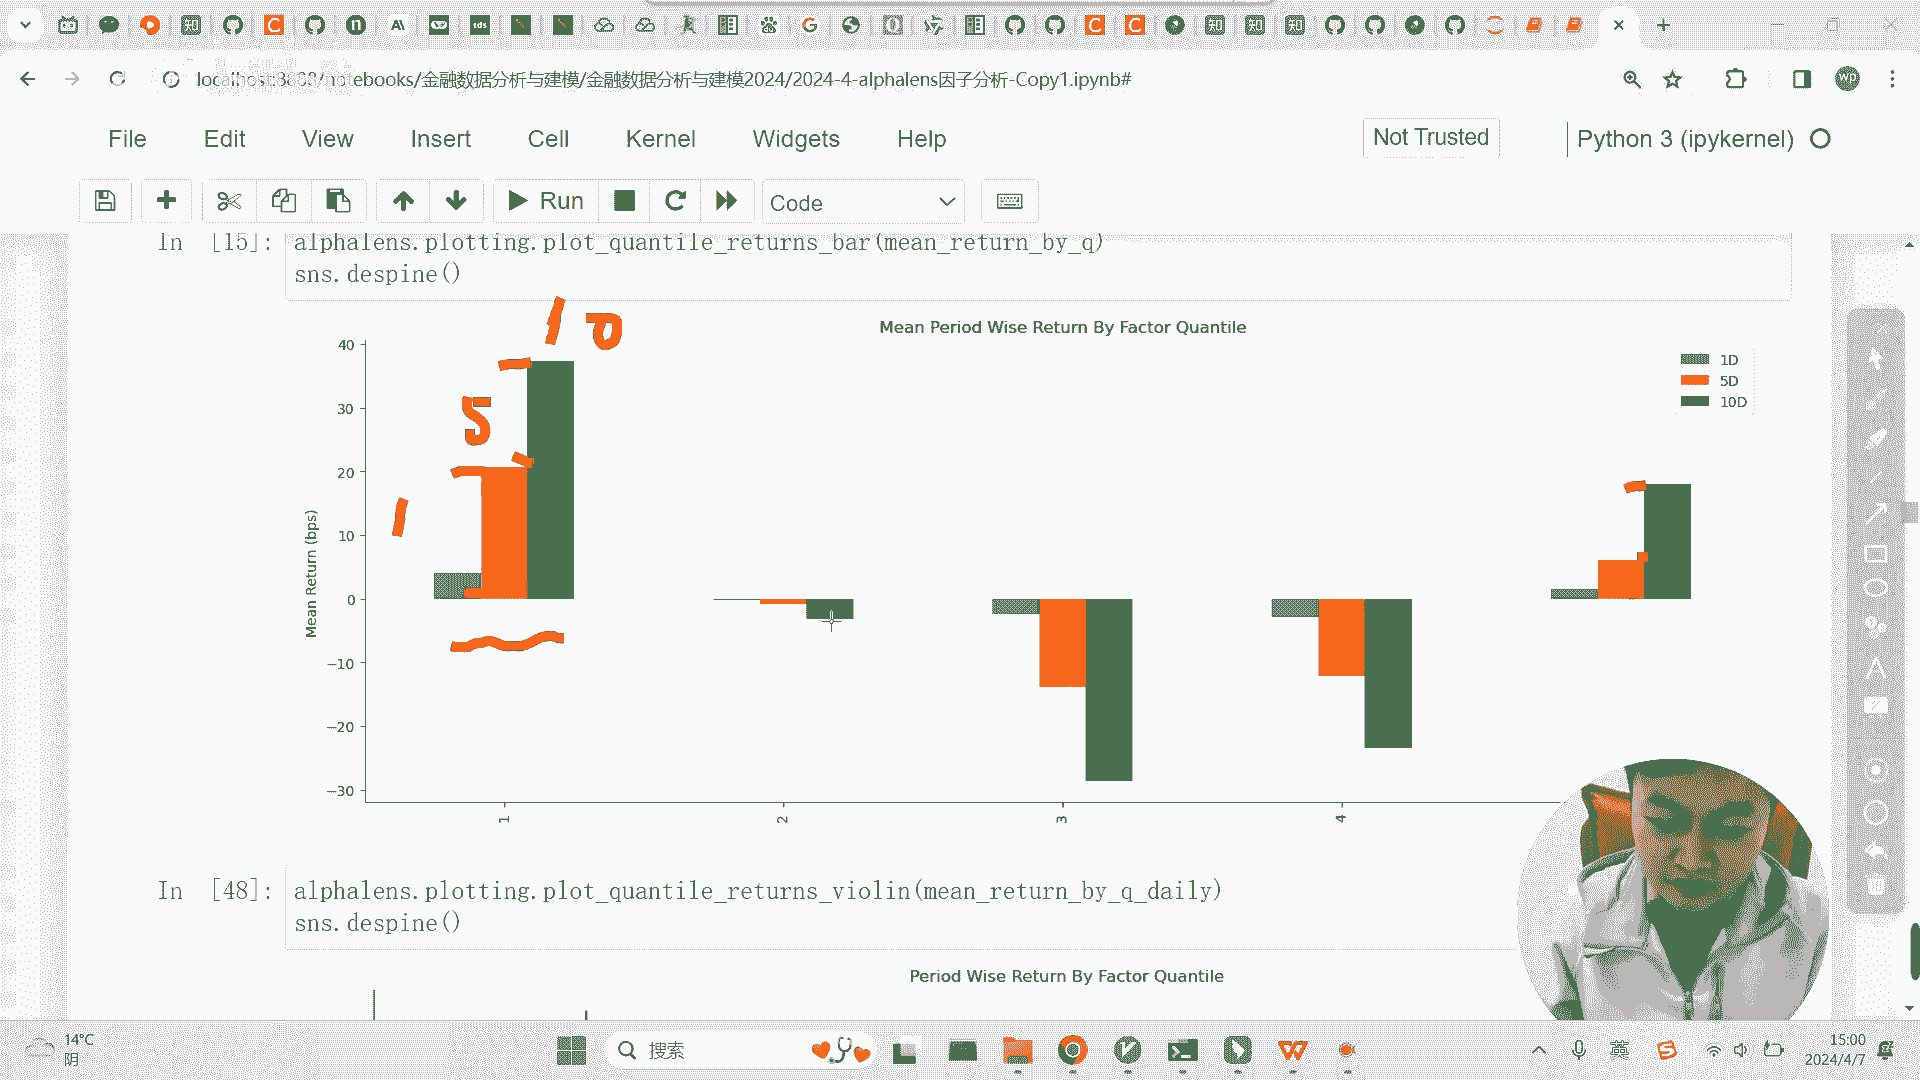 localhost:8888/notebooks/金融数据分析与建模/金融数据分析与建模2024/2024-4-alphalens因子分析-Copy1.ipynb#
wp
File Edit View Insert Cell Kernel Widgets Help Not Trusted Python 3 (ipykernel)
Run Code
In [15]: alphalens.plotting.plot_quantile_returns_bar(mean_return_by_q)
sns.despine()
Mean Period Wise Return By Factor Quantile
1D
5D
10D
Mean Return (bps)
40
30
20
10
0
−10
−20
−30
1 2 3 4
1
5
In [48]: alphalens.plotting.plot_quantile_returns_violin(mean_return_by_q_daily)
sns.despine()
Period Wise Return By Factor Quantile
14°C
阴
搜索
英
15:00
2024/4/7